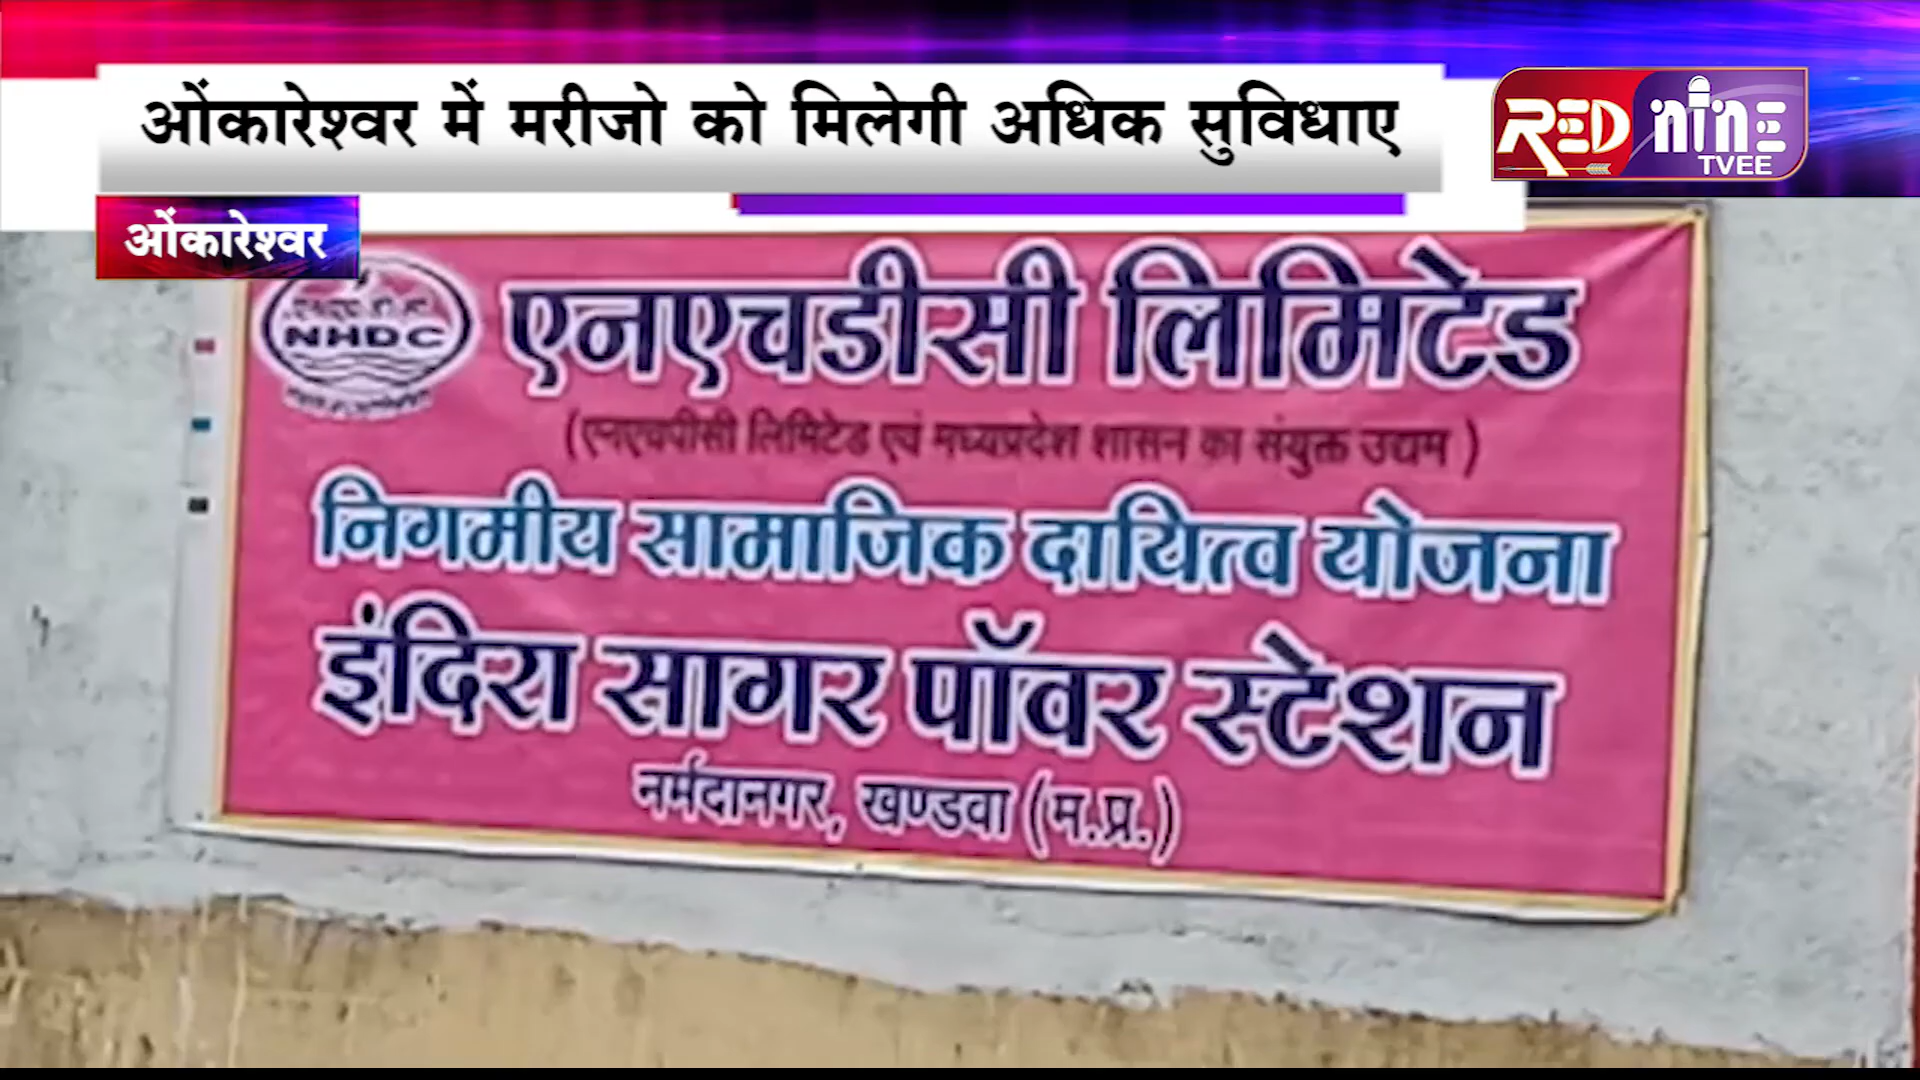 ओंकारेश्वर में मरीजो को मिलेगी अधिक सुविधाए
RED NINE
TVEE
ओंकारेश्वर
NHDC
एनएचडीसी लिमिटेड
(एनएचपीसी लिमिटेड एवं मध्यप्रदेश शासन का संयुक्त उद्यम )
निगमीय सामाजिक दायित्व योजना
इंदिरा सागर पॉवर स्टेशन
नर्मदानगर, खण्डवा (म.प्र.)